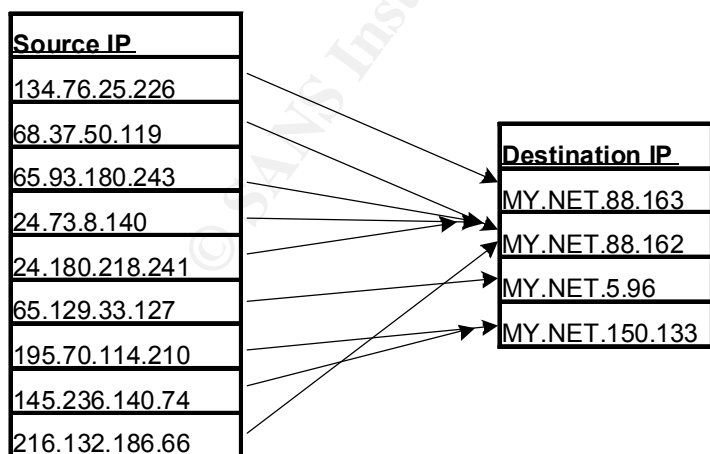 Source IP
134.76.25.226
68.37.50.119
65.93.180.243
24.73.8.140
24.180.218.241
65.129.33.127
195.70.114.210
145.236.140.74
216.132.186.66
Destination IP
MY.NET.88.163
MY.NET.88.162
MY.NET.5.96
MY.NET.150.133
© SANS Inst